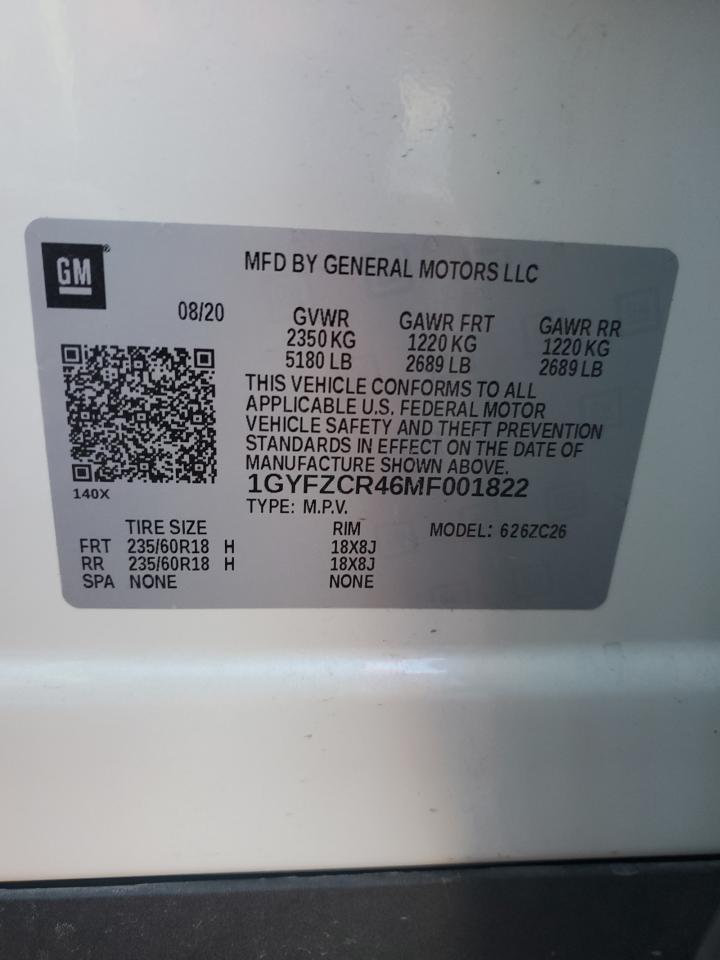 GM®
MFD BY GENERAL MOTORS LLC
08/20
GVWR GAWR FRT GAWR RR
2350 KG 1220 KG 1220 KG
5180 LB 2689 LB 2689 LB
THIS VEHICLE CONFORMS TO ALL
APPLICABLE U.S. FEDERAL MOTOR
VEHICLE SAFETY AND THEFT PREVENTION
STANDARDS IN EFFECT ON THE DATE OF
MANUFACTURE SHOWN ABOVE.
140X
1GYFZCR46MF001822
TYPE: M.P.V.
TIRE SIZE RIM MODEL: 626ZC26
FRT 235/60R18 H 18X8J
RR 235/60R18 H 18X8J
SPA NONE NONE